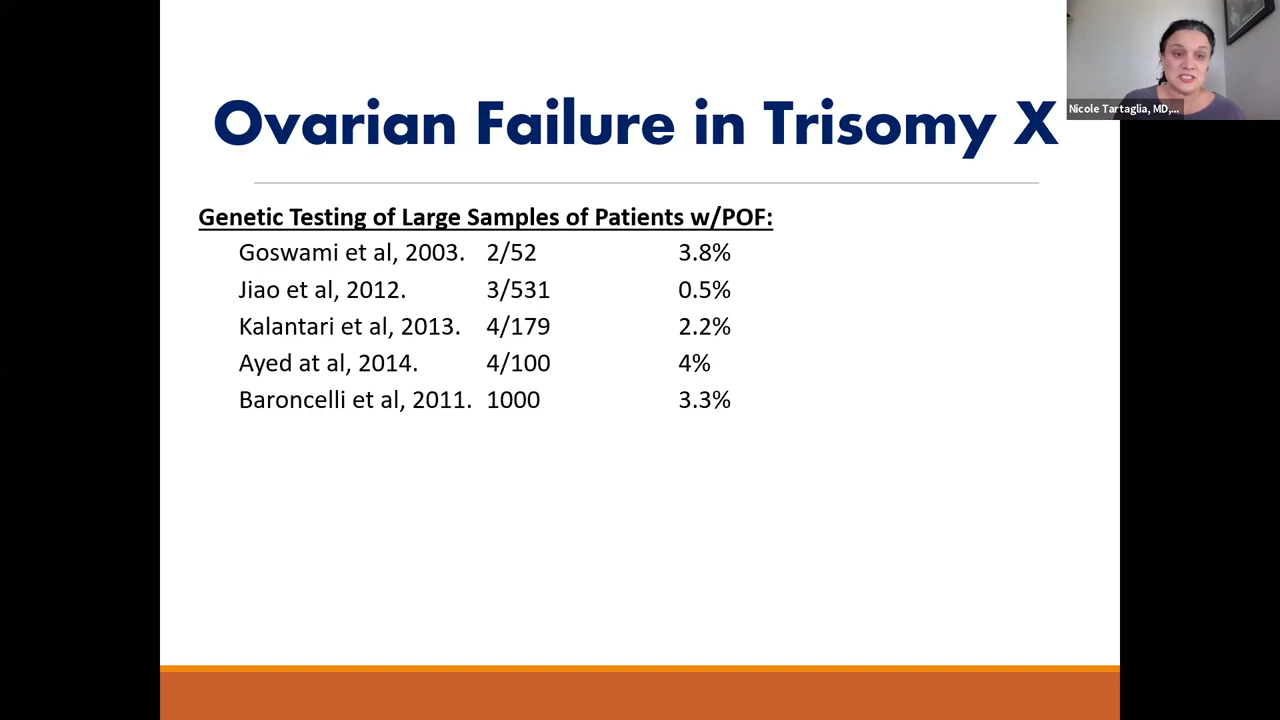 Ovarian Failure in Trisomy X
Nicole Tartaglia, MD,...
Genetic Testing of Large Samples of Patients w/POF:
Goswami et al, 2003. 2/52 3.8%
Jiao et al, 2012. 3/531 0.5%
Kalantari et al, 2013. 4/179 2.2%
Ayed at al, 2014. 4/100 4%
Baroncelli et al, 2011. 1000 3.3%